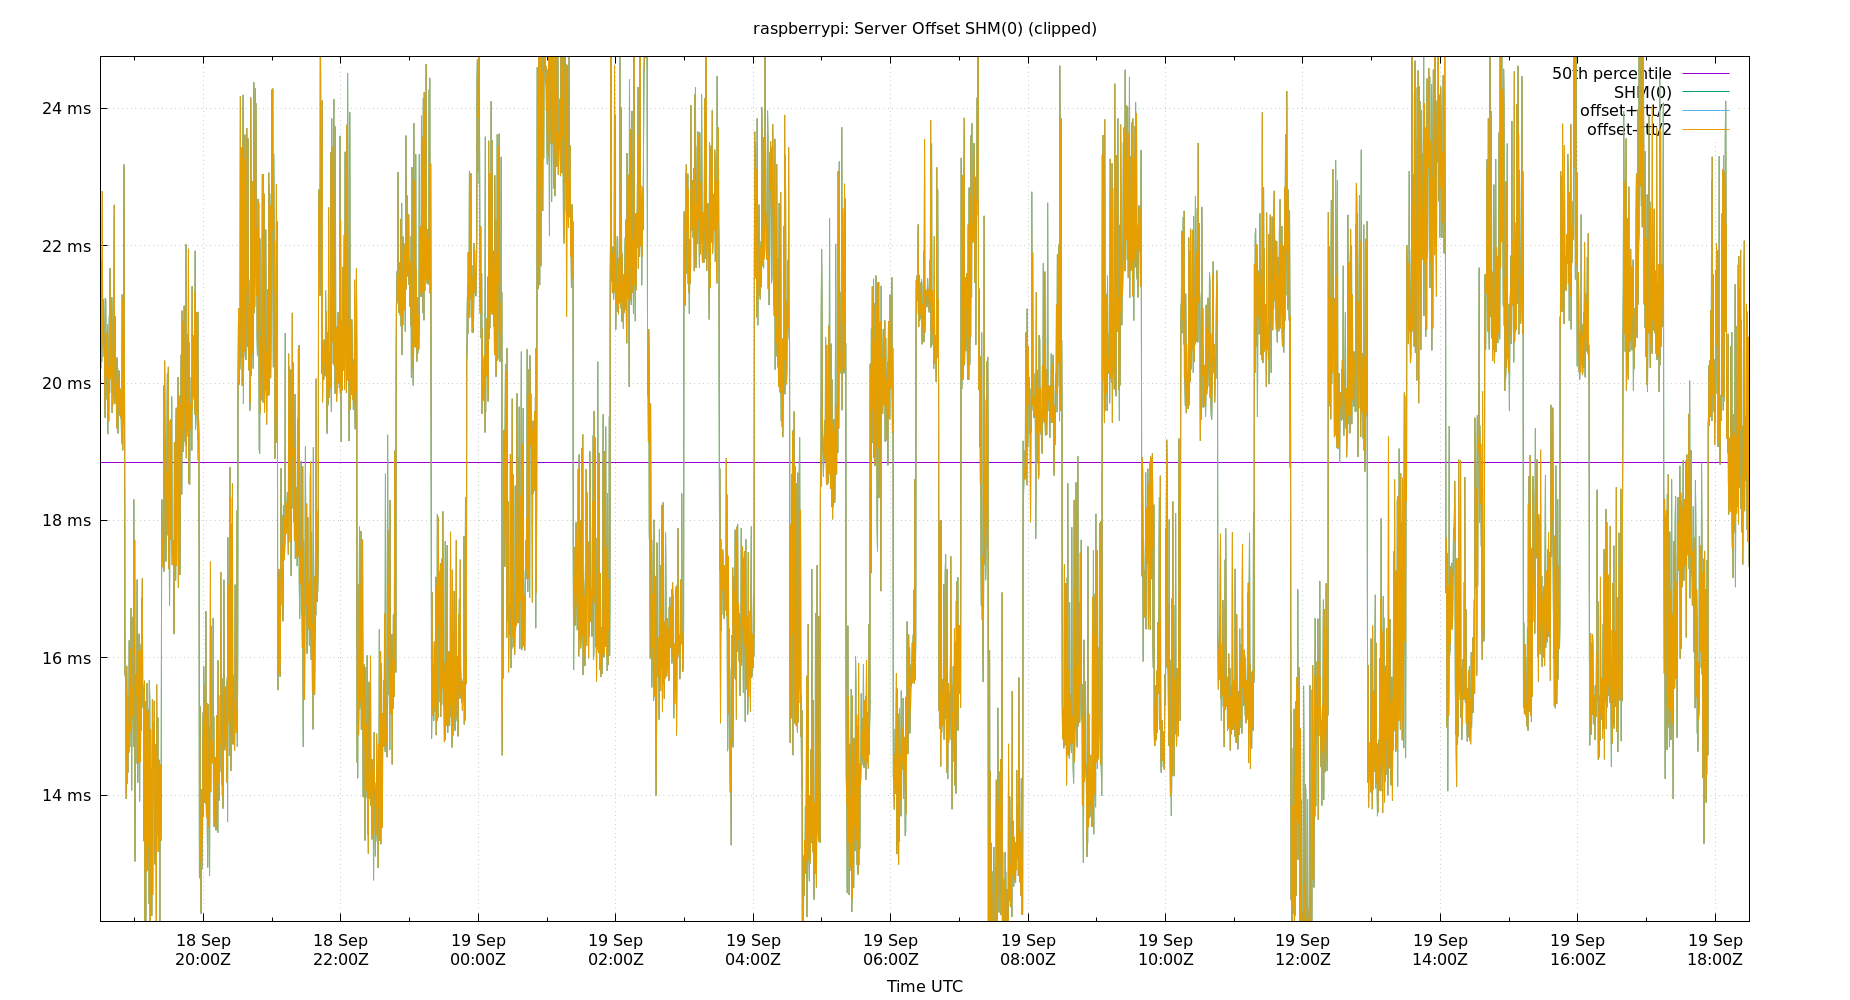 raspberrypi: Server Offset SHM(0) (clipped)
50th percentile
SHM(0)
offset+rtt/2
offset-rtt/2
24 ms
22 ms
20 ms
18 ms
16 ms
14 ms
18 Sep 18 Sep 19 Sep 19 Sep 19 Sep 19 Sep 19 Sep 19 Sep 19 Sep 19 Sep 19 Sep 19 Sep
20:00Z 22:00Z 00:00Z 02:00Z 04:00Z 06:00Z 08:00Z 10:00Z 12:00Z 14:00Z 16:00Z 18:00Z
Time UTC